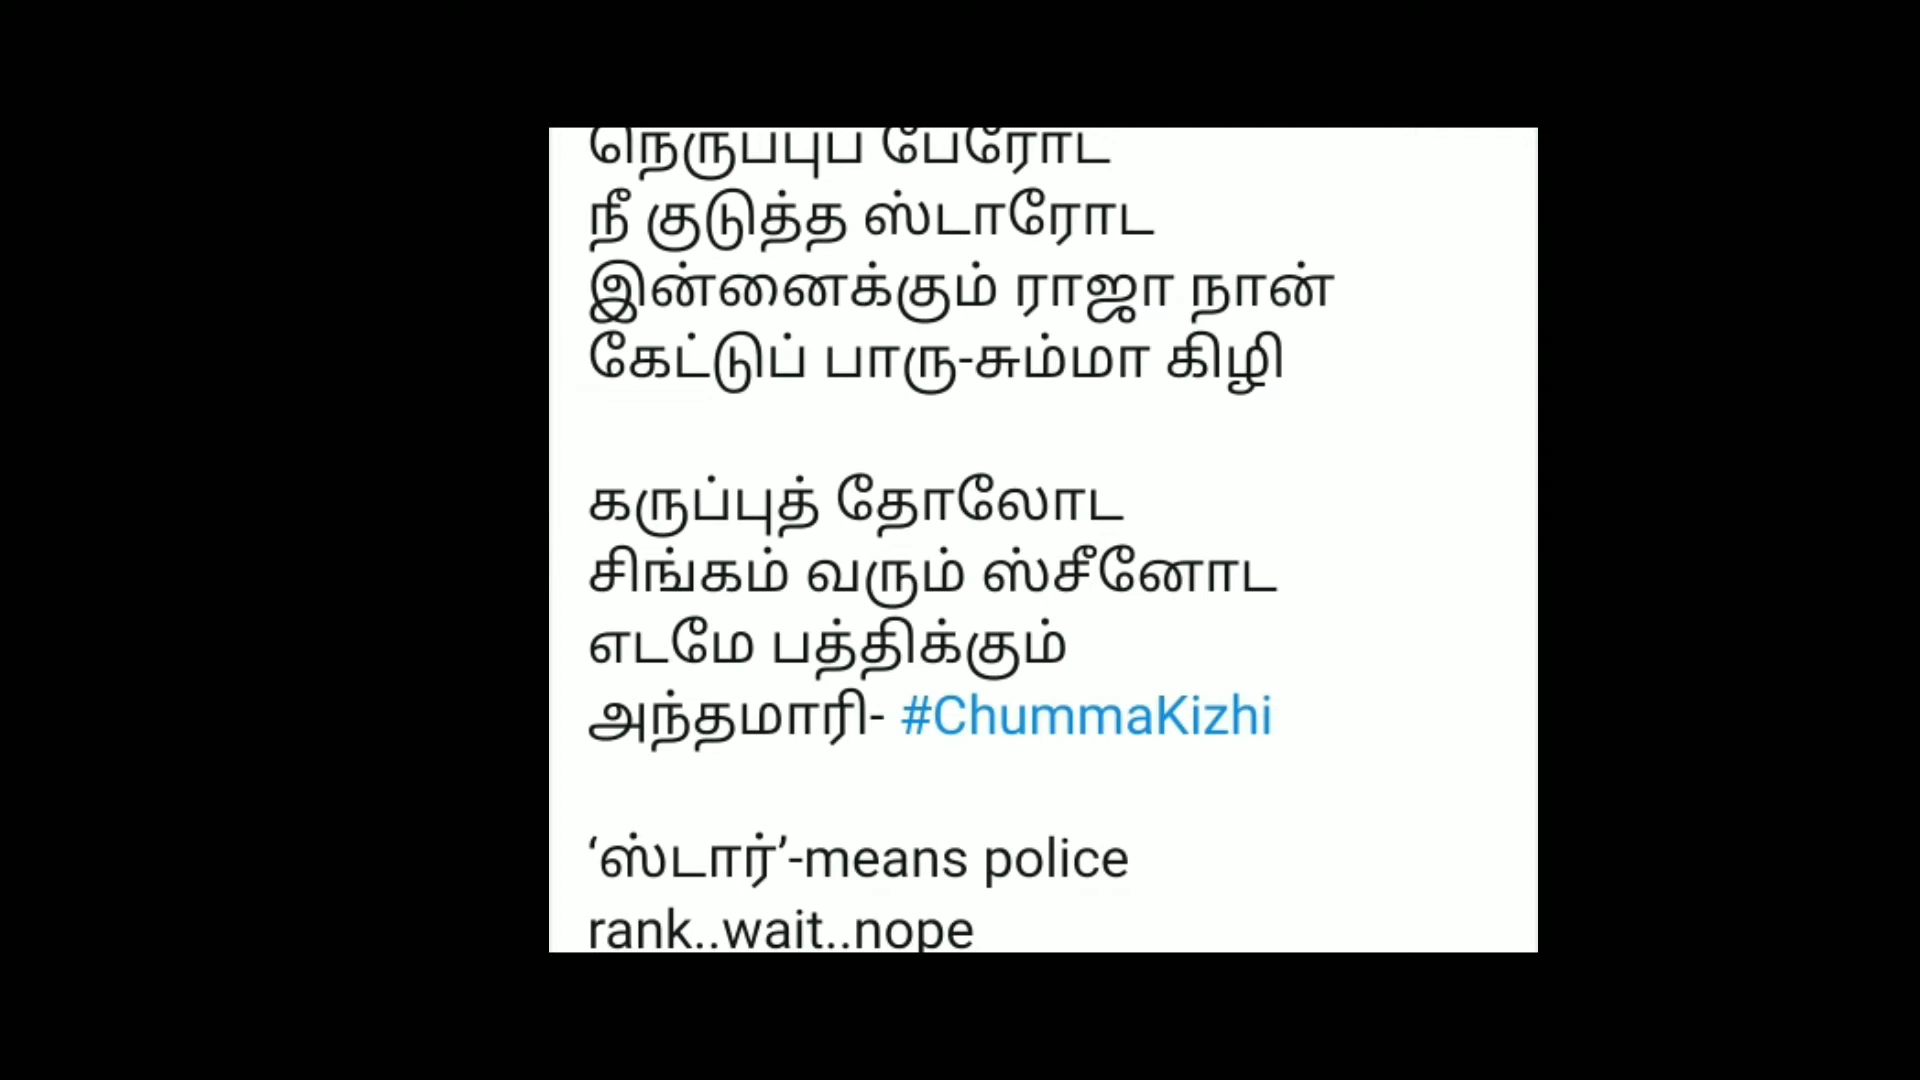 நெருப்புப் பேரோட
நீ குடுத்த ஸ்டாரோட
இன்னைக்கும் ராஜா நான்
கேட்டுப் பாரு-சும்மா கிழி
கருப்புத் தோலோட
சிங்கம் வரும் ஸ்சீனோட
எடமே பத்திக்கும்
அந்தமாரி- #ChummaKizhi
‘ஸ்டார்’-means police
rank..wait..nope